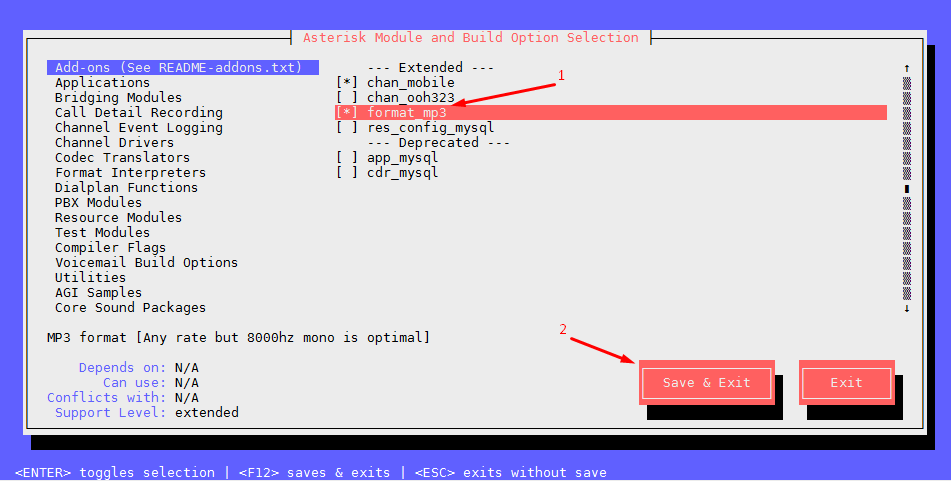 Asterisk Module and Build Option Selection
Add-ons (See README-addons.txt) --- Extended ---
1
Applications [*] chan_mobile
Bridging Modules [ ] chan_ooh323
Call Detail Recording [*] format_mp3
Channel Event Logging [ ] res_config_mysql
Channel Drivers --- Deprecated ---
Codec Translators [ ] app_mysql
Format Interpreters [ ] cdr_mysql
Dialplan Functions
PBX Modules
Resource Modules
Test Modules
Compiler Flags
Voicemail Build Options
Utilities
AGI Samples
Core Sound Packages
2
MP3 format [Any rate but 8000hz mono is optimal]
Depends on: N/A
Can use: N/A
Conflicts with: N/A
Support Level: extended
Save & Exit Exit
<ENTER> toggles selection | <F12> saves & exits | <ESC> exits without save